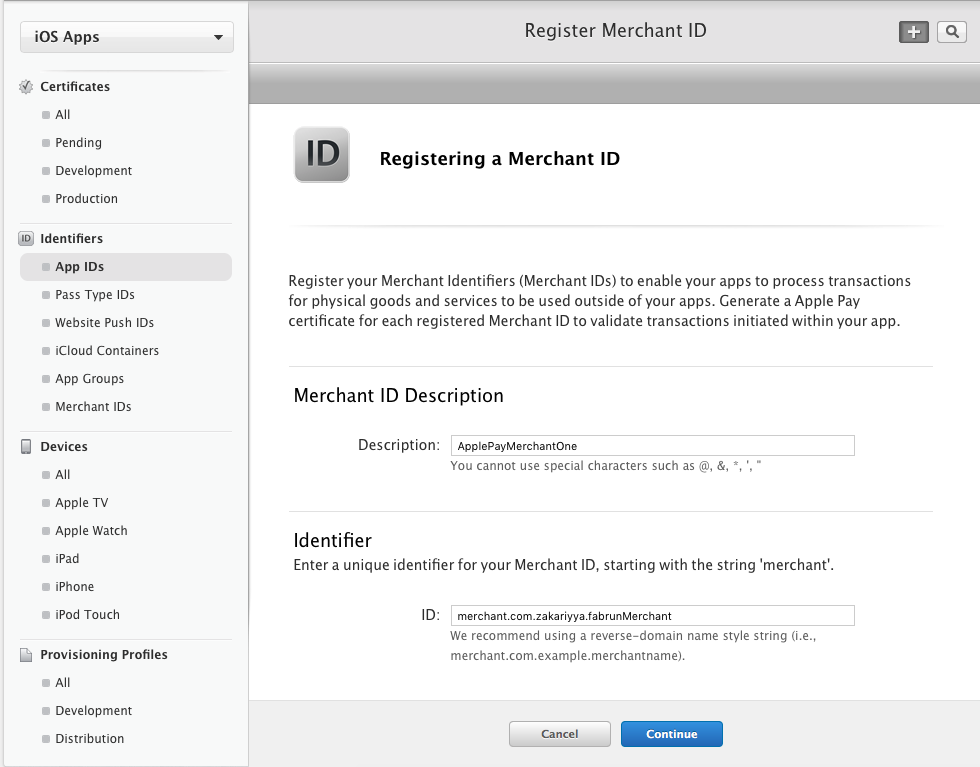 iOS Apps
Certificates
All
Pending
Development
Production
ID Identifiers
App IDs
Pass Type IDs
Website Push IDs
iCloud Containers
App Groups
Merchant IDs
Devices
All
Apple TV
Apple Watch
iPad
iPhone
iPod Touch
Provisioning Profiles
All
Development
Distribution
Register Merchant ID
ID
Registering a Merchant ID
Register your Merchant Identifiers (Merchant IDs) to enable your apps to process transactions
for physical goods and services to be used outside of your apps. Generate a Apple Pay
certificate for each registered Merchant ID to validate transactions initiated within your app.
Merchant ID Description
Description: ApplePayMerchantOne
You cannot use special characters such as @, &, *, ', "
Identifier
Enter a unique identifier for your Merchant ID, starting with the string 'merchant'.
ID: merchant.com.zakariyya.fabrunMerchant
We recommend using a reverse-domain name style string (i.e.,
merchant.com.example.merchantname).
Cancel Continue